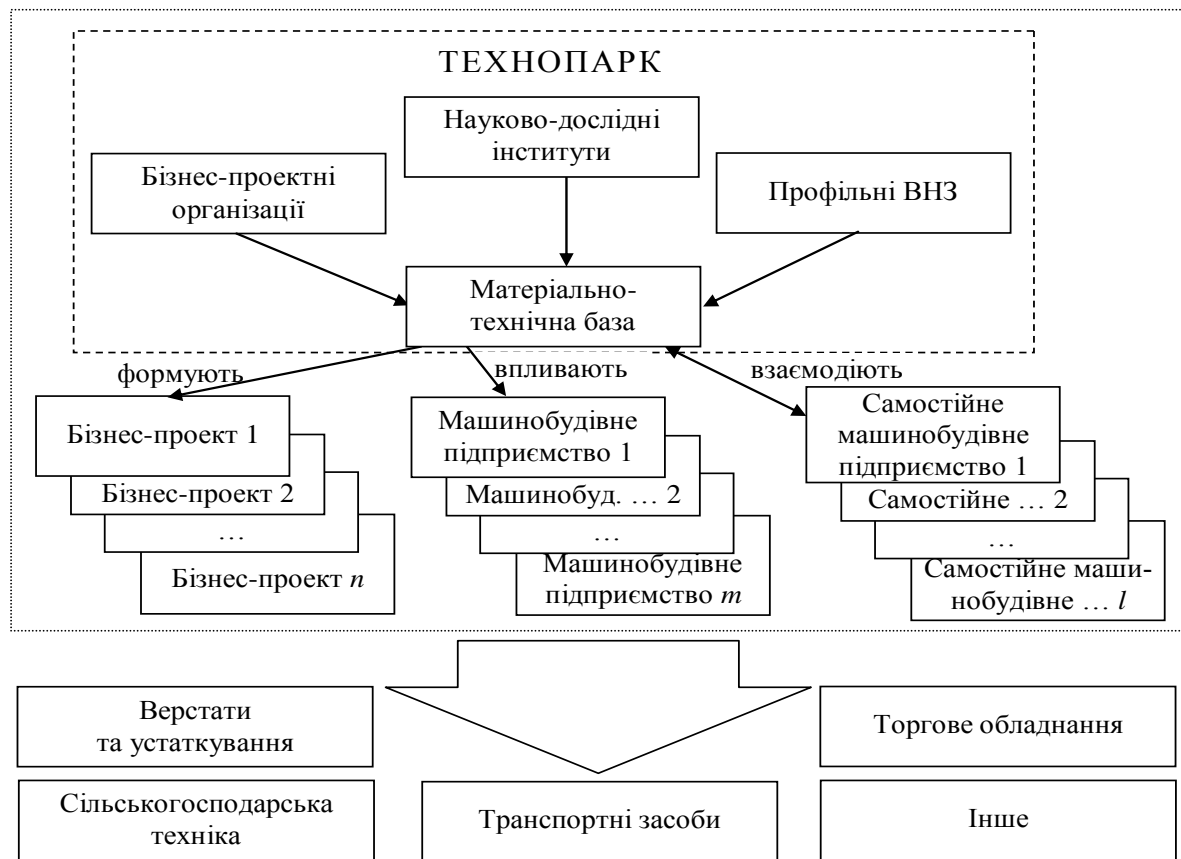 ТЕХНОПАРК
Науково-дослідні
інститути
Бізнес-проектні
організації
Профільні ВНЗ
Матеріально-
технічна база
формують
впливають
взаємодіють
Бізнес-проект 1
Бізнес-проект 2
…
Бізнес-проект n
Машинобудівне
підприємство 1
Машинобуд. … 2
…
Машинобудівне
підприємство m
Самостійне
машинобудівне
підприємство 1
Самостійне … 2
…
Самостійне маши-
нобудівне … l
Верстати
та устаткування
Торгове обладнання
Сільськогосподарська
техніка
Транспортні засоби
Інше